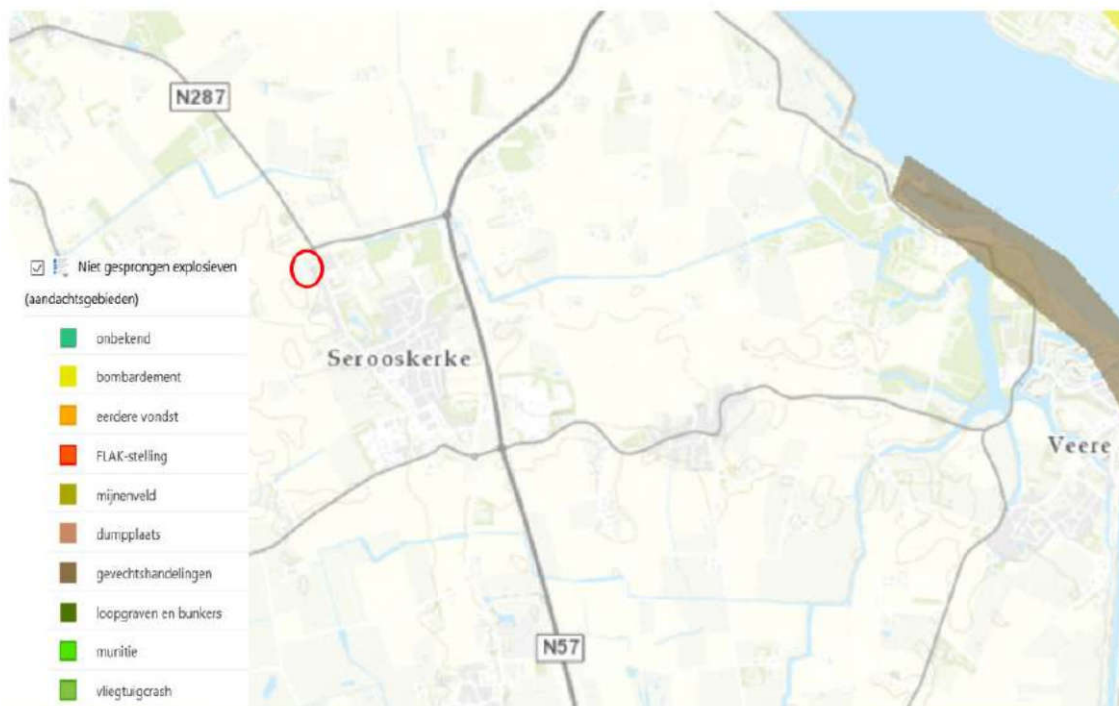 N287
Niet gesprongen explosieven
(aandachtsgebieden)
onbekend
bombardement
eerdere vondst
FLAK-stelling
mijnenveld
dumpplaats
gevechtshandelingen
loopgraven en bunkers
munitie
vliegtuigcrash
Serooskerke
Veere
N57